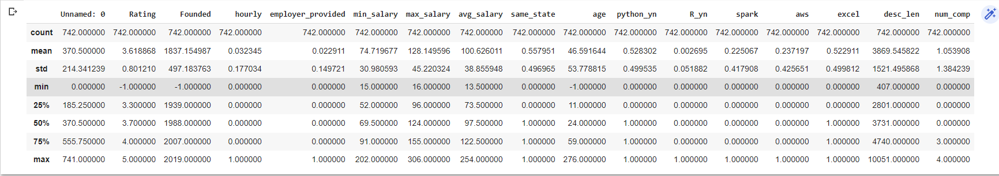 Unnamed: 0 Rating Founded hourly employer_provided min_salary max_salary avg_salary same_state age python_yn R_yn spark aws excel desc_len num_comp
count 742.000000 742.000000 742.000000 742.000000 742.000000 742.000000 742.000000 742.000000 742.000000 742.000000 742.000000 742.000000 742.000000 742.000000 742.000000 742.000000 742.000000
mean 370.500000 3.618868 1837.154987 0.032345 0.022911 74.719677 128.149596 100.626011 0.557951 46.591644 0.528302 0.002695 0.225067 0.237197 0.522911 3869.545822 1.053908
std 214.341239 0.801210 497.183763 0.177034 0.149721 30.980593 45.220324 38.855948 0.496965 53.778815 0.499535 0.051882 0.417908 0.425651 0.499812 1521.495868 1.384239
min 0.000000 -1.000000 -1.000000 0.000000 0.000000 15.000000 16.000000 13.500000 0.000000 -1.000000 0.000000 0.000000 0.000000 0.000000 0.000000 407.000000 0.000000
25% 185.250000 3.300000 1939.000000 0.000000 0.000000 52.000000 96.000000 73.500000 0.000000 11.000000 0.000000 0.000000 0.000000 0.000000 0.000000 2801.000000 0.000000
50% 370.500000 3.700000 1988.000000 0.000000 0.000000 69.500000 124.000000 97.500000 1.000000 24.000000 1.000000 0.000000 0.000000 0.000000 1.000000 3731.000000 0.000000
75% 555.750000 4.000000 2007.000000 0.000000 0.000000 91.000000 155.000000 122.500000 1.000000 59.000000 1.000000 0.000000 0.000000 0.000000 1.000000 4740.000000 3.000000
max 741.000000 5.000000 2019.000000 1.000000 1.000000 202.000000 306.000000 254.000000 1.000000 276.000000 1.000000 1.000000 1.000000 1.000000 1.000000 10051.000000 4.000000